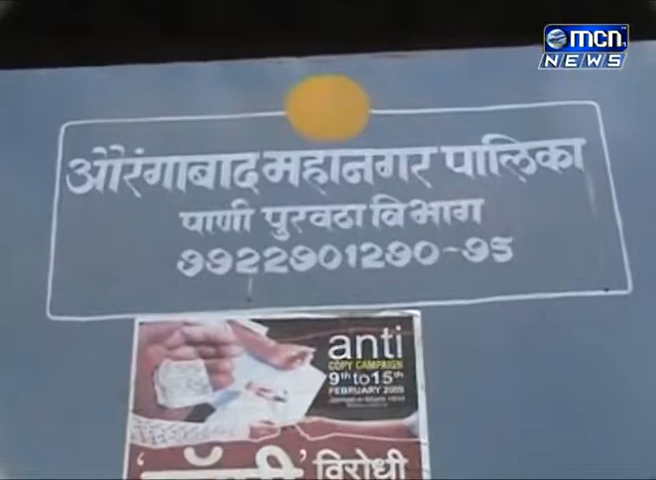 mcn
NEWS
औरंगाबाद महानगर पालिका
पाणी पुरवठा विभाग
9922901290-95
anti
COPY CAMPAIGN
9th to 15th
FEBRUARY 2009
'कॉपी' विरोधी